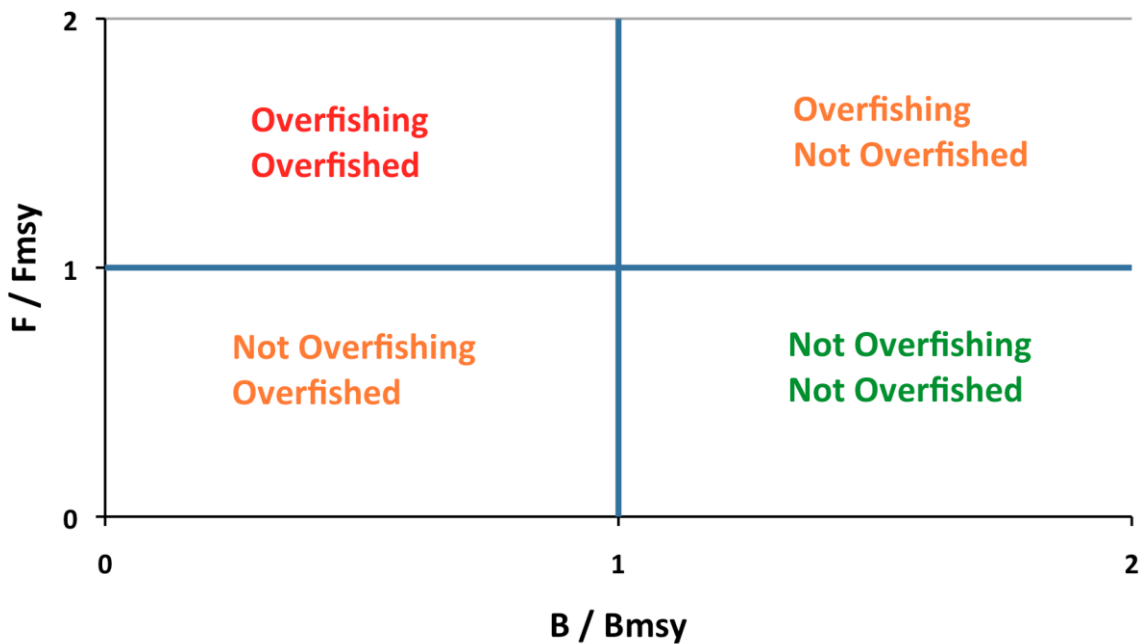 2
Overfishing
Overfished
Overfishing
Not Overfished
F / Fmsy
1
Not Overfishing
Overfished
Not Overfishing
Not Overfished
0
0
1
2
B / Bmsy